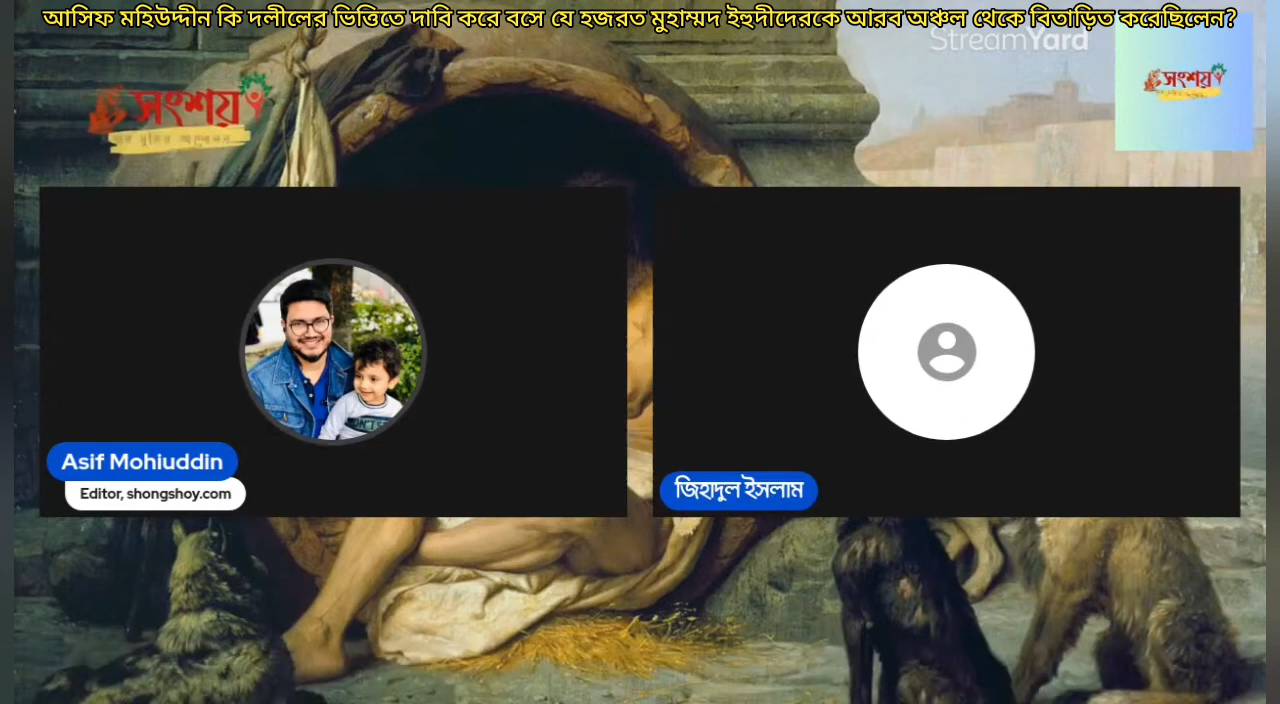 আসিফ মহিউদ্দীন কি দলীলের ভিত্তিতে দাবি করে বসে যে হজরত মুহাম্মদ ইহুদীদেরকে আরব অঞ্চল থেকে বিতাড়িত করেছিলেন?
StreamYard
সংশয়
সংশয়
Asif Mohiuddin
Editor, shongshoy.com
জিহাদুল ইসলাম